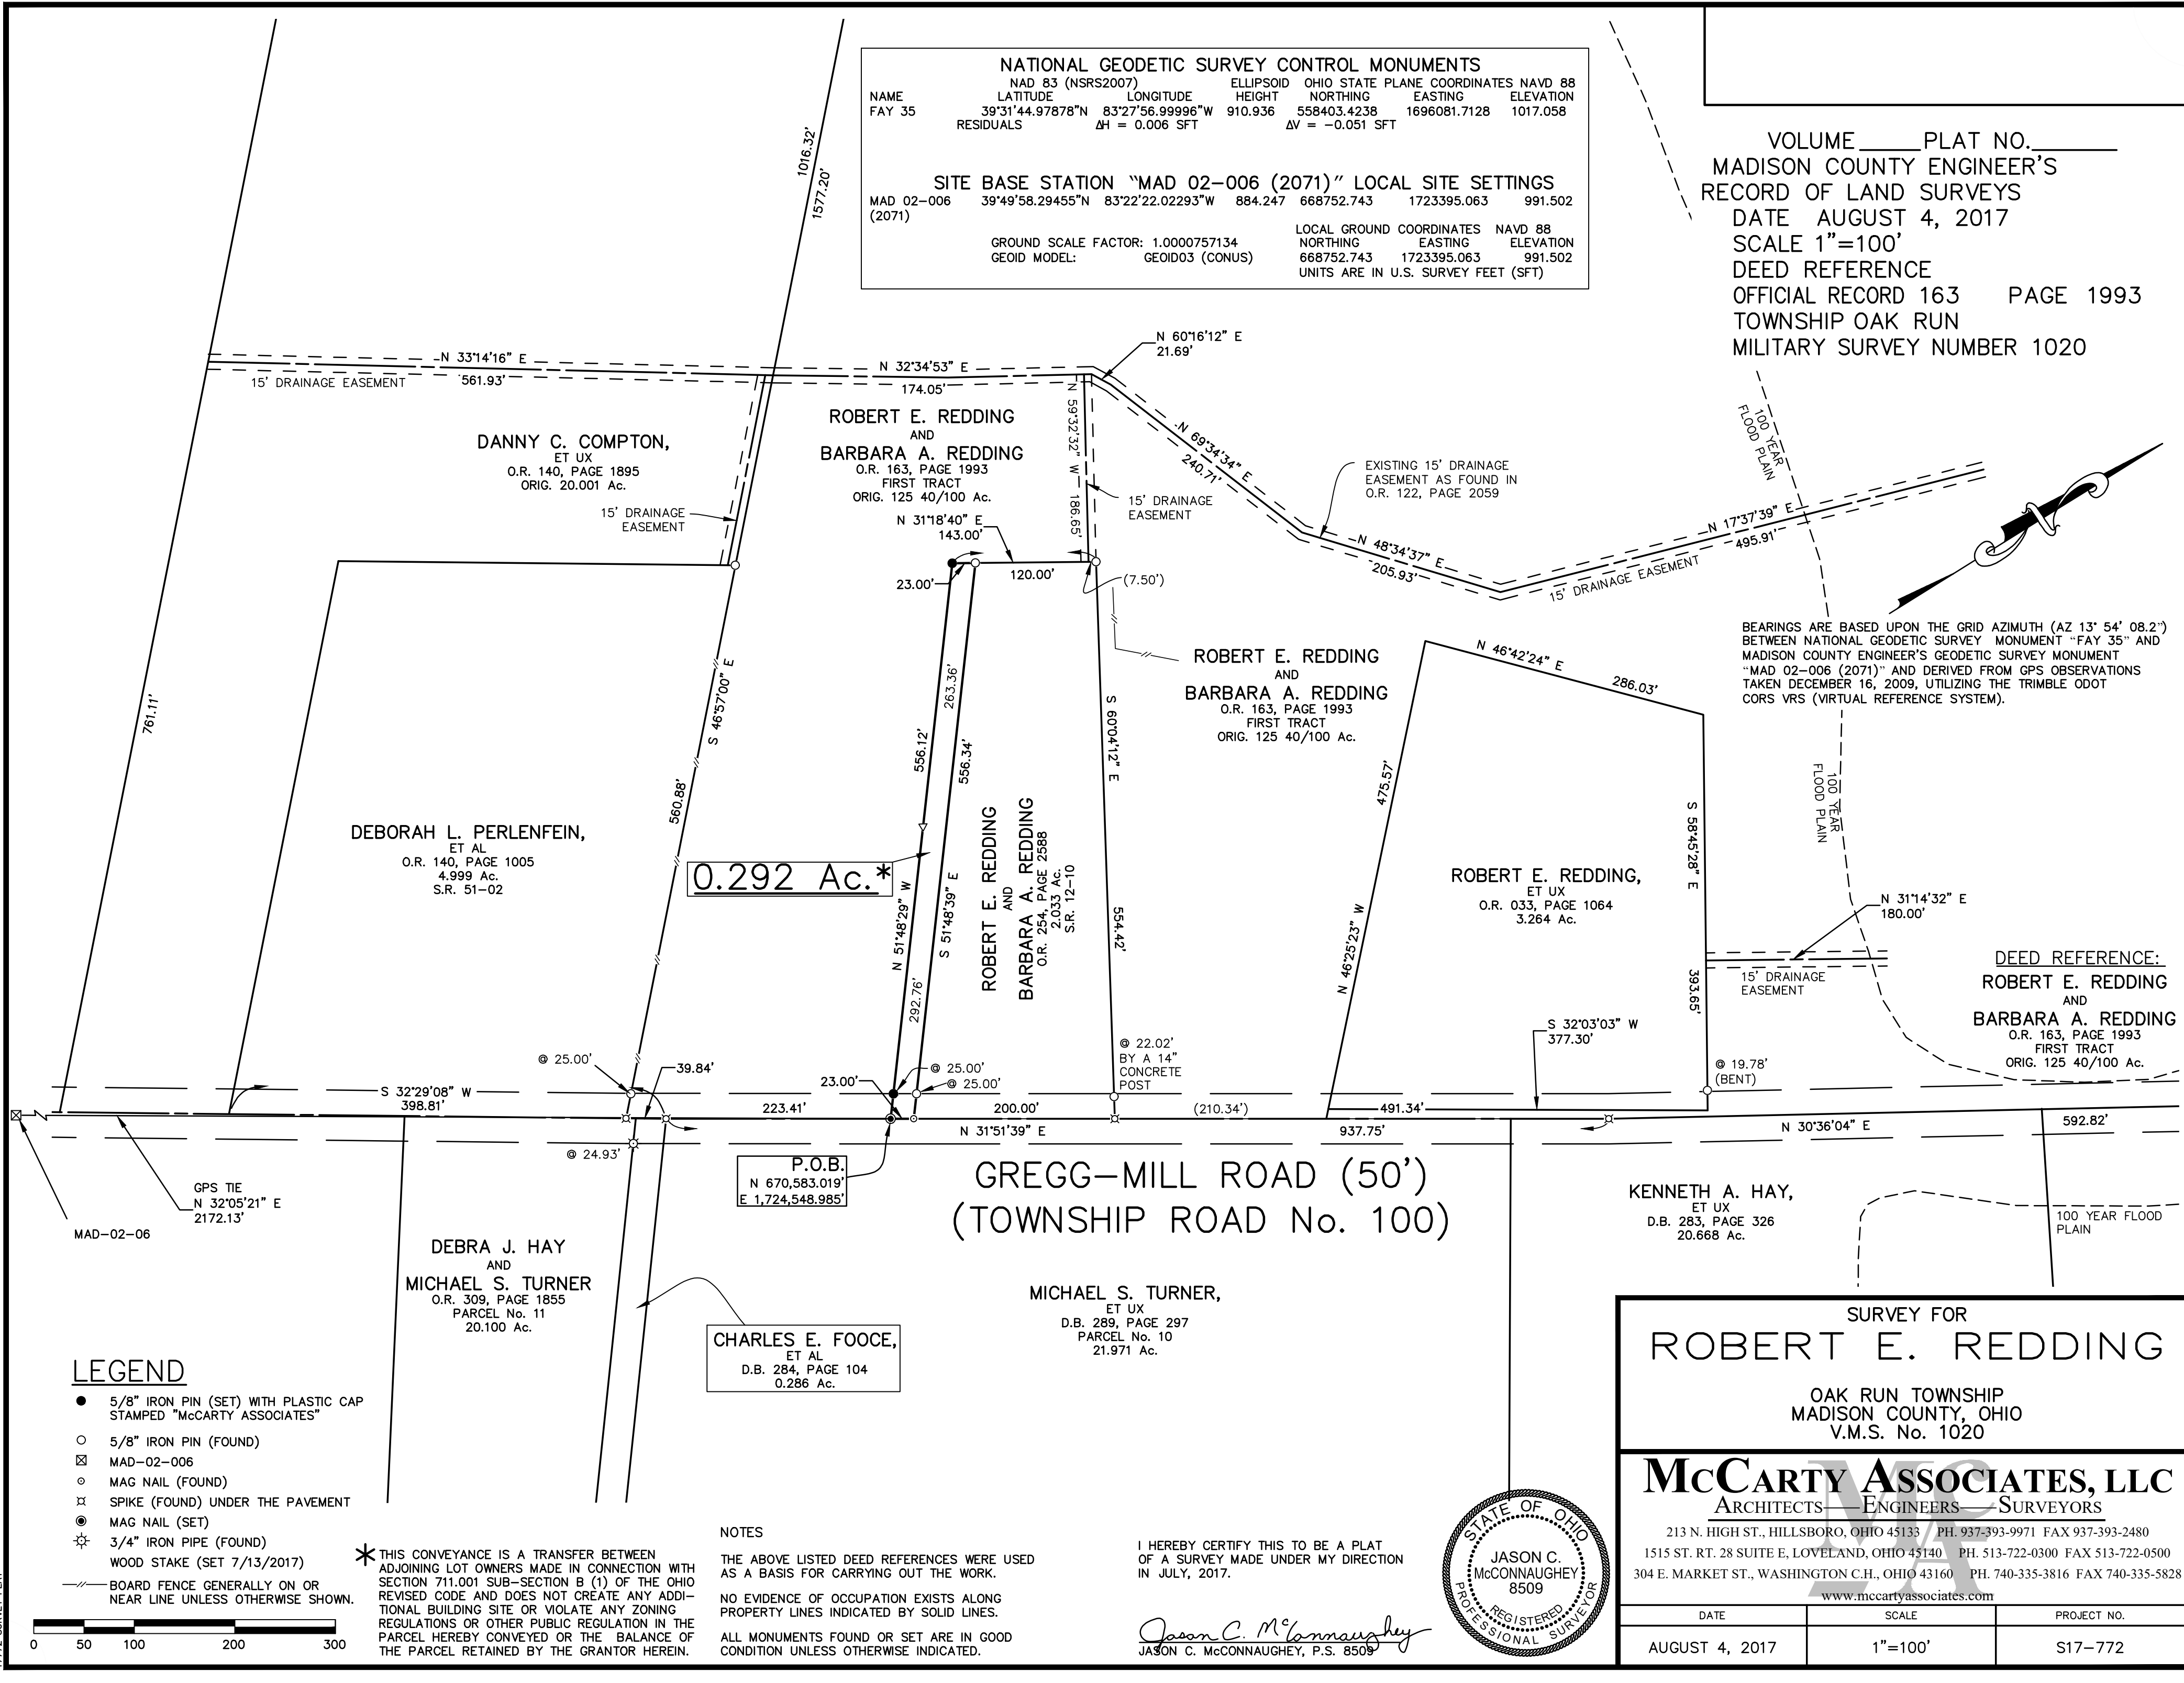 NATIONAL GEODETIC SURVEY CONTROL MONUMENTS
NAD 83 (NSRS2007) ELLIPSOID OHIO STATE PLANE COORDINATES NAVD 88
NAME LATITUDE LONGITUDE HEIGHT NORTHING EASTING ELEVATION
FAY 35 39°31'44.97878"N 83°27'56.99996"W 910.936 558403.4238 1696081.7128 1017.058
RESIDUALS ΔH = 0.006 SFT ΔV = -0.051 SFT
SITE BASE STATION "MAD 02-006 (2071)" LOCAL SITE SETTINGS
MAD 02-006 39°49'58.29455"N 83°22'22.02293"W 884.247 668752.743 1723395.063 991.502
(2071)
LOCAL GROUND COORDINATES NAVD 88
GROUND SCALE FACTOR: 1.0000757134 NORTHING EASTING ELEVATION
GEOID MODEL: GEOID03 (CONUS) 668752.743 1723395.063 991.502
UNITS ARE IN U.S. SURVEY FEET (SFT)
VOLUME_____PLAT NO._______
MADISON COUNTY ENGINEER'S
RECORD OF LAND SURVEYS
DATE AUGUST 4, 2017
SCALE 1"=100'
DEED REFERENCE
OFFICIAL RECORD 163 PAGE 1993
TOWNSHIP OAK RUN
MILITARY SURVEY NUMBER 1020
1016.32'
1577.20'
N 33°14'16" E
561.93'
15' DRAINAGE EASEMENT
N 32°34'53" E
174.05'
N 60°16'12" E
21.69'
N 69°34'34" E
240.71'
N 48°34'37" E
205.93'
N 17°37'39" E
495.91'
15' DRAINAGE EASEMENT
EXISTING 15' DRAINAGE
EASEMENT AS FOUND IN
O.R. 122, PAGE 2059
100 YEAR
FLOOD PLAIN
DANNY C. COMPTON,
ET UX
O.R. 140, PAGE 1895
ORIG. 20.001 Ac.
15' DRAINAGE
EASEMENT
ROBERT E. REDDING
AND
BARBARA A. REDDING
O.R. 163, PAGE 1993
FIRST TRACT
ORIG. 125 40/100 Ac.
N 31°18'40" E
143.00'
N 59°32'32" W 186.65'
15' DRAINAGE
EASEMENT
23.00'
120.00'
(7.50')
BEARINGS ARE BASED UPON THE GRID AZIMUTH (AZ 13° 54' 08.2")
BETWEEN NATIONAL GEODETIC SURVEY MONUMENT "FAY 35" AND
MADISON COUNTY ENGINEER'S GEODETIC SURVEY MONUMENT
"MAD 02-006 (2071)" AND DERIVED FROM GPS OBSERVATIONS
TAKEN DECEMBER 16, 2009, UTILIZING THE TRIMBLE ODOT
CORS VRS (VIRTUAL REFERENCE SYSTEM).
ROBERT E. REDDING
AND
BARBARA A. REDDING
O.R. 163, PAGE 1993
FIRST TRACT
ORIG. 125 40/100 Ac.
N 46°42'24" E
286.03'
761.11'
S 46°57'00" E
560.88'
556.12'
263.36'
556.34'
S 60°04'12" E
554.42'
475.57'
N 46°25'23" W
S 58°45'28" E
393.65'
100 YEAR
FLOOD PLAIN
DEBORAH L. PERLENFEIN,
ET AL
O.R. 140, PAGE 1005
4.999 Ac.
S.R. 51-02
0.292 Ac.*
N 51°48'29" W
S 51°48'39" E
292.76'
ROBERT E. REDDING
AND
BARBARA A. REDDING
O.R. 254, PAGE 2588
2.033 Ac.
S.R. 12-10
ROBERT E. REDDING,
ET UX
O.R. 033, PAGE 1064
3.264 Ac.
N 31°14'32" E
180.00'
15' DRAINAGE
EASEMENT
DEED REFERENCE:
ROBERT E. REDDING
AND
BARBARA A. REDDING
O.R. 163, PAGE 1993
FIRST TRACT
ORIG. 125 40/100 Ac.
S 32°03'03" W
377.30'
@ 19.78'
(BENT)
@ 22.02'
BY A 14"
CONCRETE
POST
@ 25.00'
39.84'
23.00'
@ 25.00'
@ 25.00'
S 32°29'08" W
398.81'
223.41'
200.00'
(210.34')
491.34'
N 31°51'39" E
937.75'
N 30°36'04" E
592.82'
@ 24.93'
P.O.B.
N 670,583.019'
E 1,724,548.985'
GPS TIE
N 32°05'21" E
2172.13'
MAD-02-06
GREGG-MILL ROAD (50')
(TOWNSHIP ROAD No. 100)
KENNETH A. HAY,
ET UX
D.B. 283, PAGE 326
20.668 Ac.
100 YEAR FLOOD
PLAIN
DEBRA J. HAY
AND
MICHAEL S. TURNER
O.R. 309, PAGE 1855
PARCEL No. 11
20.100 Ac.
CHARLES E. FOOCE,
ET AL
D.B. 284, PAGE 104
0.286 Ac.
MICHAEL S. TURNER,
ET UX
D.B. 289, PAGE 297
PARCEL No. 10
21.971 Ac.
LEGEND
5/8" IRON PIN (SET) WITH PLASTIC CAP
STAMPED "McCARTY ASSOCIATES"
5/8" IRON PIN (FOUND)
MAD-02-006
MAG NAIL (FOUND)
SPIKE (FOUND) UNDER THE PAVEMENT
MAG NAIL (SET)
3/4" IRON PIPE (FOUND)
WOOD STAKE (SET 7/13/2017)
BOARD FENCE GENERALLY ON OR
NEAR LINE UNLESS OTHERWISE SHOWN.
0 50 100 200 300
* THIS CONVEYANCE IS A TRANSFER BETWEEN
ADJOINING LOT OWNERS MADE IN CONNECTION WITH
SECTION 711.001 SUB-SECTION B (1) OF THE OHIO
REVISED CODE AND DOES NOT CREATE ANY ADDI-
TIONAL BUILDING SITE OR VIOLATE ANY ZONING
REGULATIONS OR OTHER PUBLIC REGULATION IN THE
PARCEL HEREBY CONVEYED OR THE BALANCE OF
THE PARCEL RETAINED BY THE GRANTOR HEREIN.
NOTES
THE ABOVE LISTED DEED REFERENCES WERE USED
AS A BASIS FOR CARRYING OUT THE WORK.
NO EVIDENCE OF OCCUPATION EXISTS ALONG
PROPERTY LINES INDICATED BY SOLID LINES.
ALL MONUMENTS FOUND OR SET ARE IN GOOD
CONDITION UNLESS OTHERWISE INDICATED.
I HEREBY CERTIFY THIS TO BE A PLAT
OF A SURVEY MADE UNDER MY DIRECTION
IN JULY, 2017.
Jason C. McConnaughey
JASON C. McCONNAUGHEY, P.S. 8509
STATE OF OHIO
JASON C.
McCONNAUGHEY
8509
REGISTERED
PROFESSIONAL SURVEYOR
SURVEY FOR
ROBERT E. REDDING
OAK RUN TOWNSHIP
MADISON COUNTY, OHIO
V.M.S. No. 1020
MCCARTY ASSOCIATES, LLC
ARCHITECTS—ENGINEERS—SURVEYORS
213 N. HIGH ST., HILLSBORO, OHIO 45133 PH. 937-393-9971 FAX 937-393-2480
1515 ST. RT. 28 SUITE E, LOVELAND, OHIO 45140 PH. 513-722-0300 FAX 513-722-0500
304 E. MARKET ST., WASHINGTON C.H., OHIO 43160 PH. 740-335-3816 FAX 740-335-5828
www.mccartyassociates.com
DATE SCALE PROJECT NO.
AUGUST 4, 2017 1"=100' S17-772